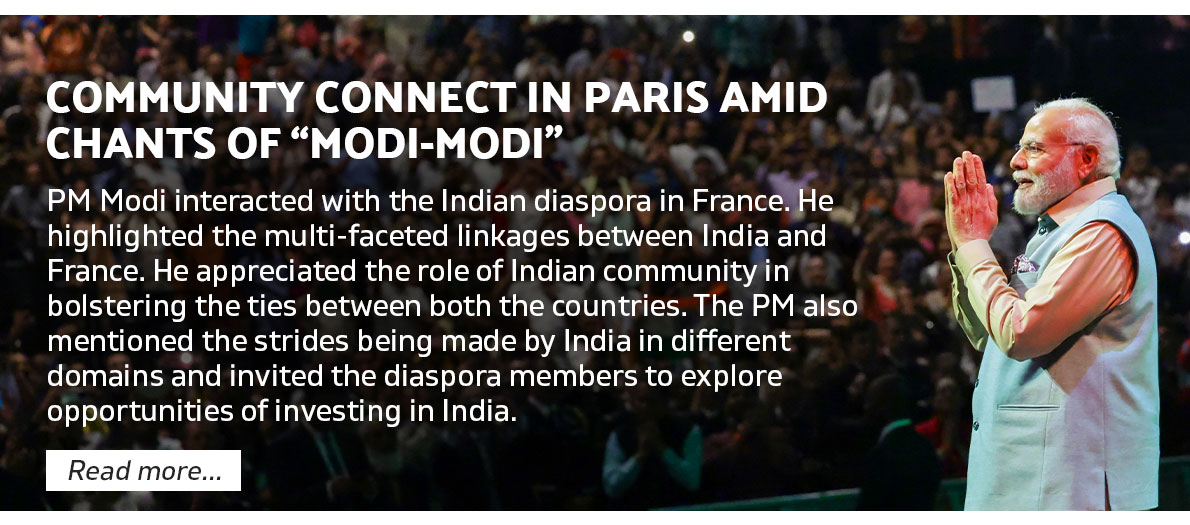 COMMUNITY CONNECT IN PARIS AMID
CHANTS OF “MODI-MODI”
PM Modi interacted with the Indian diaspora in France. He
highlighted the multi-faceted linkages between India and
France. He appreciated the role of Indian community in
bolstering the ties between both the countries. The PM also
mentioned the strides being made by India in different
domains and invited the diaspora members to explore
opportunities of investing in India.
Read more...